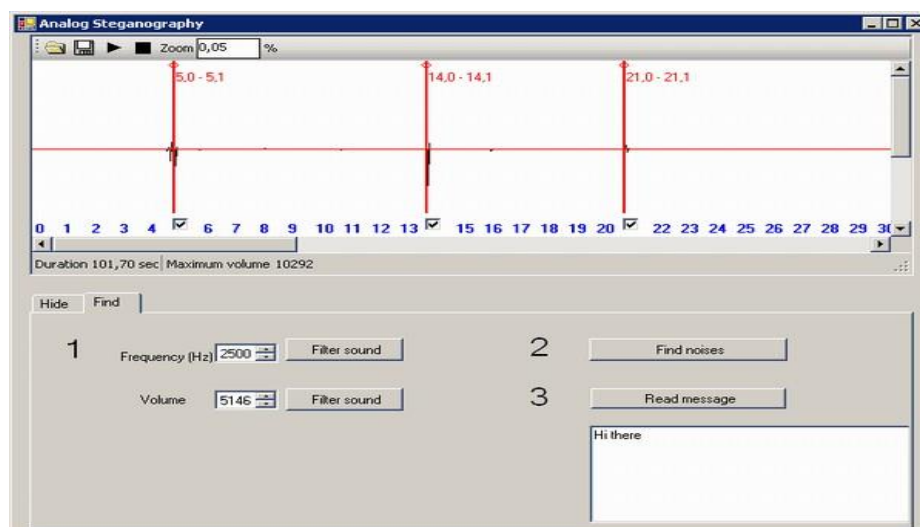 Analog Steganography
Zoom 0,05 %
5,0 - 5,1 14,0 - 14,1 21,0 - 21,1
0 1 2 3 4 6 7 8 9 10 11 12 13 15 16 17 18 19 20 22 23 24 25 26 27 28 29 30
Duration 101,70 sec Maximum volume 10292
Hide Find
1 Frequency (Hz) 2500 Filter sound 2 Find noises
Volume 5146 Filter sound 3 Read message
Hi there